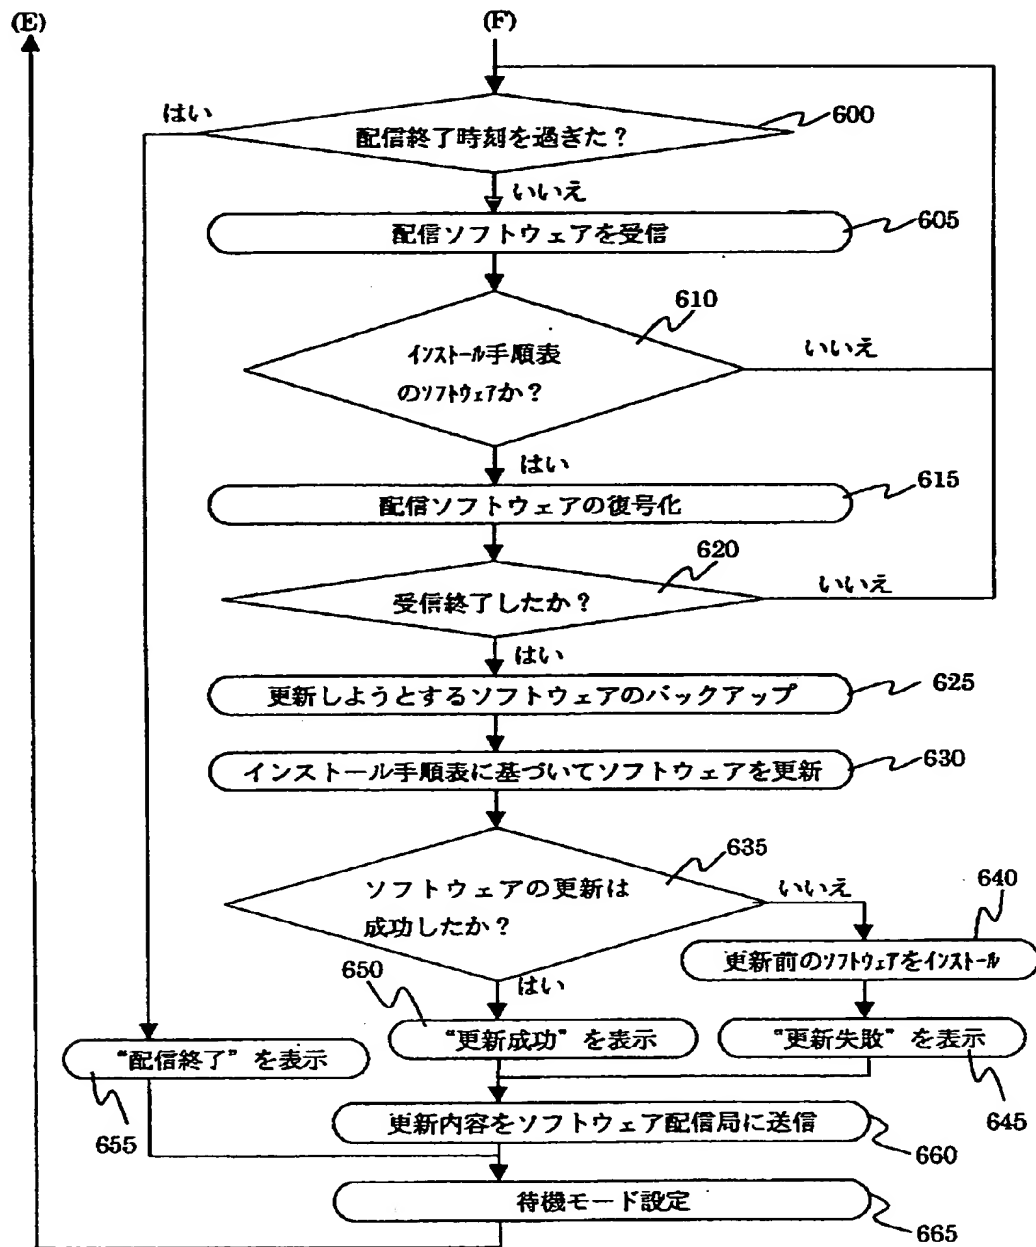 (E)
(F)
はい
配信終了時刻を過ぎた？
600
いいえ
配信ソフトウェアを受信
605
610
インストール手順表
のソフトウェアか？
いいえ
はい
配信ソフトウェアの復号化
615
620
受信終了したか？
いいえ
はい
更新しようとするソフトウェアのバックアップ
625
インストール手順表に基づいてソフトウェアを更新
630
635
ソフトウェアの更新は
成功したか？
いいえ
640
更新前のソフトウェアをインストール
650
はい
“更新成功”を表示
“更新失敗”を表示
645
“配信終了”を表示
655
更新内容をソフトウェア配信局に送信
660
待機モード設定
665